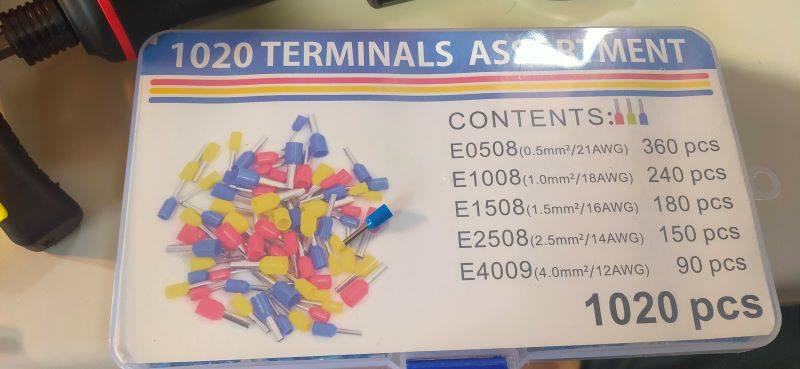 1020 TERMINALS ASSORTMENT
CONTENTS:
E0508(0.5mm²/21AWG) 360 pcs
E1008(1.0mm²/18AWG) 240 pcs
E1508(1.5mm²/16AWG) 180 pcs
E2508(2.5mm²/14AWG) 150 pcs
E4009(4.0mm²/12AWG) 90 pcs
1020 pcs